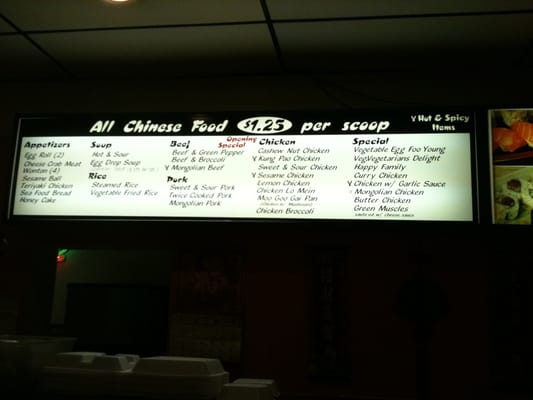 All Chinese Food $1.25 per scoop
Y Hot & Spicy
Items
Opening
Special
Appetizers
Egg Roll (2)
Cheese Crab Meat
Wonton (4)
Sesame Ball
Teriyaki Chicken
Sea Food Bread
Honey Cake
Soup
Hot & Sour
Egg Drop Soup
Rice
Steamed Rice
Vegetable Fried Rice
Beef
Beef & Green Pepper
Beef & Broccoli
Y Mongolian Beef
Pork
Sweet & Sour Pork
Twice Cooked Pork
Mongolian Pork
Chicken
Cashew Nut Chicken
Y Kung Pao Chicken
Sweet & Sour Chicken
Y Sesame Chicken
Lemon Chicken
Chicken Lo Mein
Moo Goo Gai Pan
(Chicken w/ Mushroom)
Chicken Broccoli
Special
Vegetable Egg Foo Young
Veg.Vegetarians Delight
Happy Family
Curry Chicken
Y Chicken w/ Garlic Sauce
Mongolian Chicken
Butter Chicken
Green Muscles